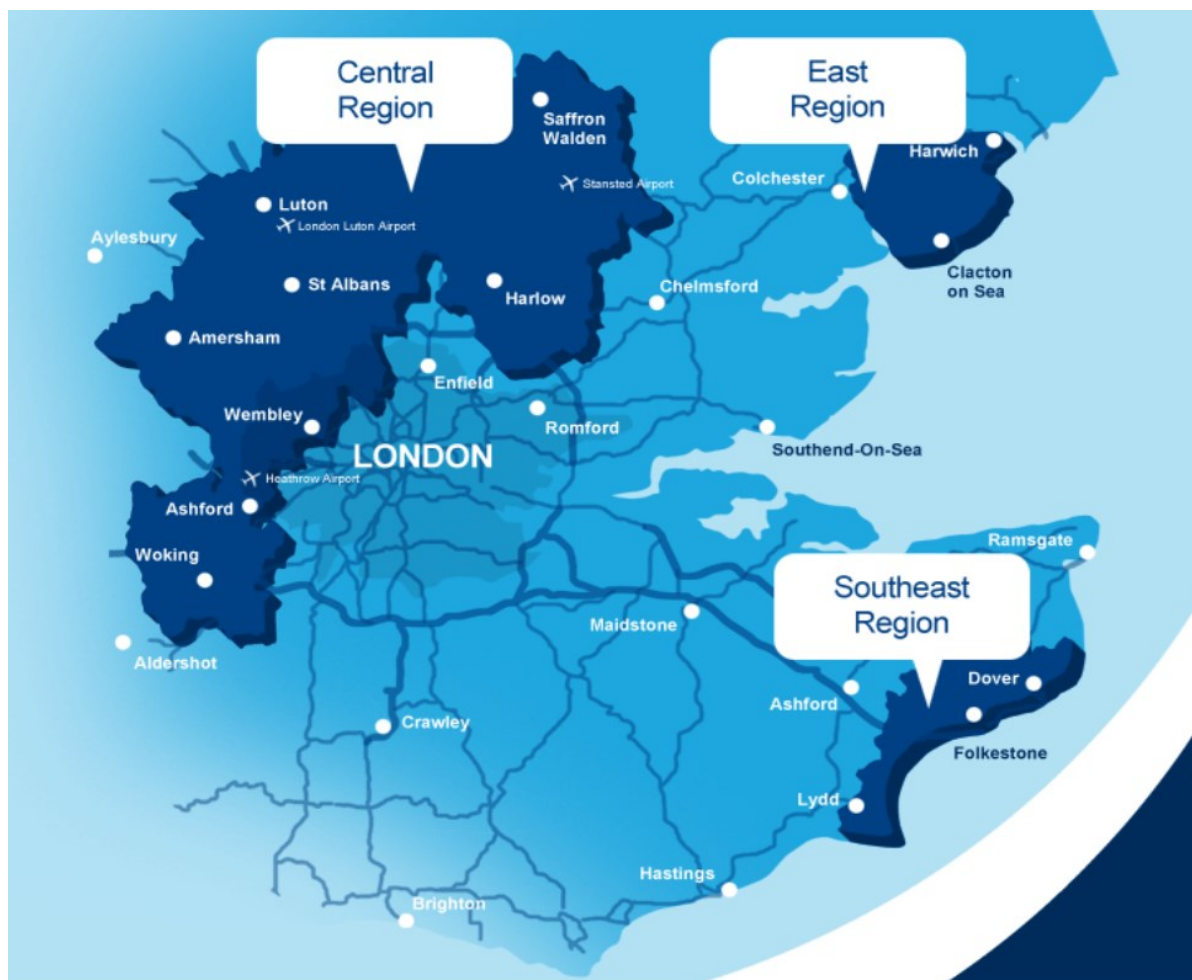 Central
Region
East
Region
Saffron
Walden
Harwich
Stansted Airport
Colchester
Luton
London Luton Airport
Aylesbury
Clacton
on Sea
St Albans
Harlow
Chelmsford
Amersham
Enfield
Wembley
Romford
LONDON
Southend-On-Sea
Heathrow Airport
Ashford
Woking
Ramsgate
Southeast
Region
Maidstone
Aldershot
Dover
Ashford
Crawley
Folkestone
Lydd
Hastings
Brighton